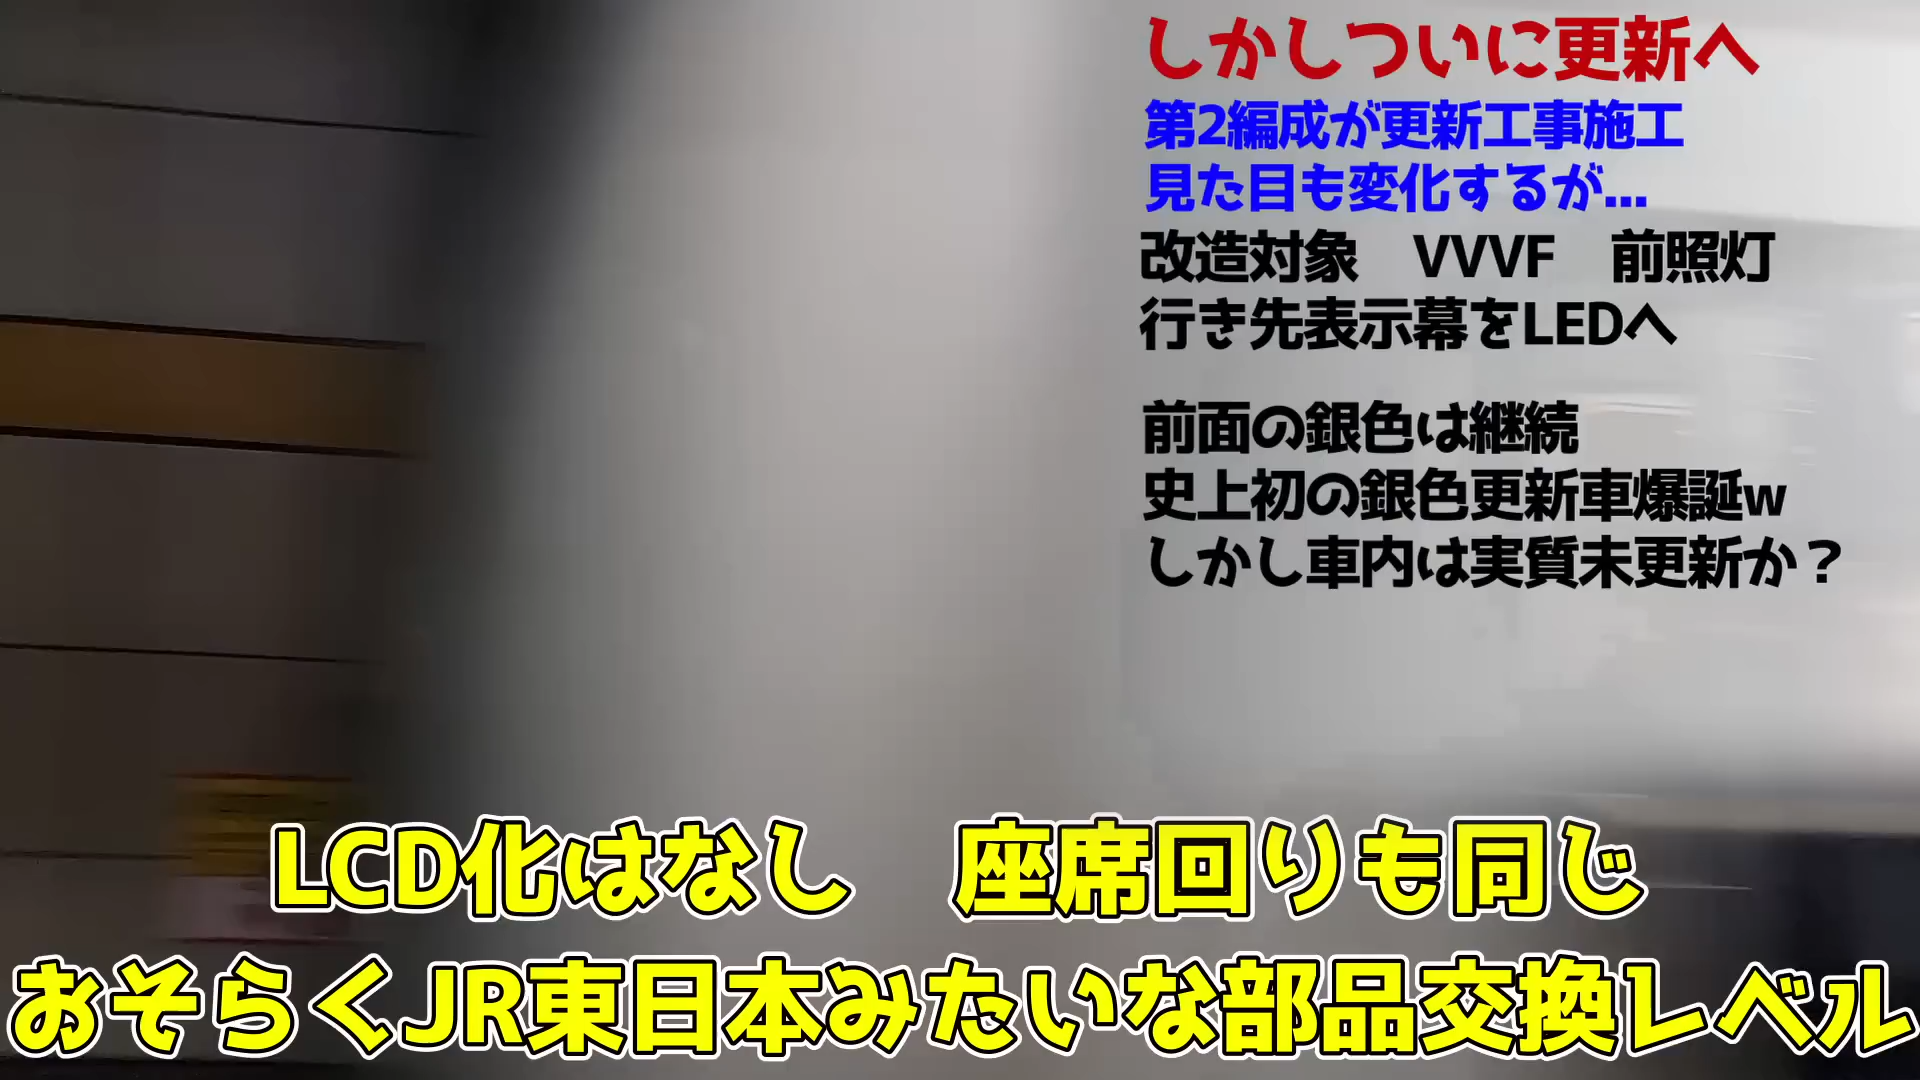 しかしついに更新へ
第2編成が更新工事施工
見た目も変化するが...
改造対象　VVVF　前照灯
行き先表示幕をLEDへ
前面の銀色は継続
史上初の銀色更新車爆誕w
しかし車内は実質未更新か？
LCD化はなし　座席回りも同じ
おそらくJR東日本みたいな部品交換レベル